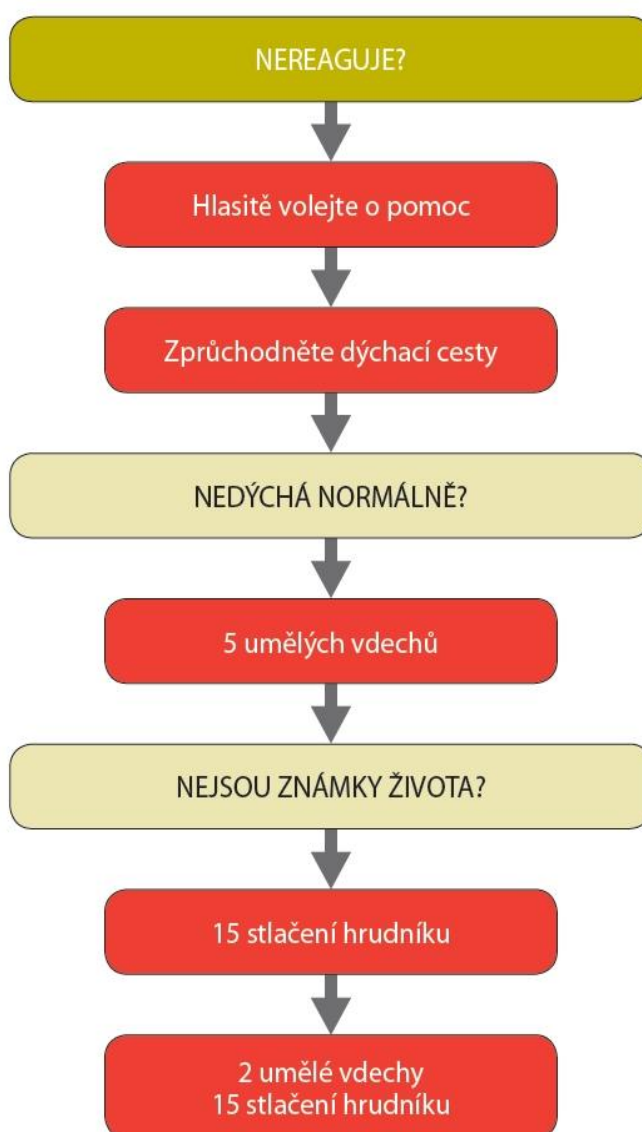 NEREAGUJE?
Hlasitě volejte o pomoc
Zprůchodněte dýchací cesty
NEDÝCHÁ NORMÁLNĚ?
5 umělých vdechů
NEJSOU ZNÁMKY ŽIVOTA?
15 stlačení hrudníku
2 umělé vdechy
15 stlačení hrudníku